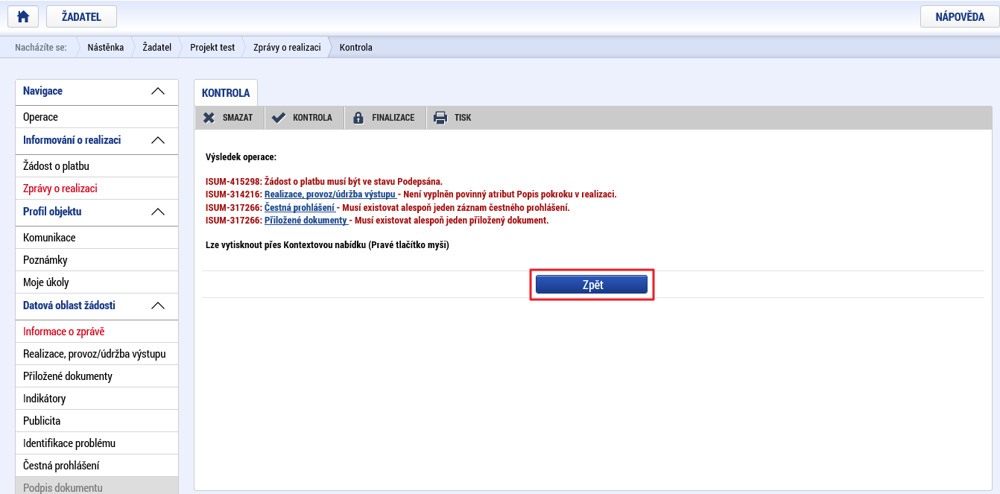 ŽADATEL
NÁPOVĚDA
Nacházíte se:
Nástěnka
Žadatel
Projekt test
Zprávy o realizaci
Kontrola
Navigace
Operace
Informování o realizaci
Žádost o platbu
Zprávy o realizaci
Profil objektu
Komunikace
Poznámky
Moje úkoly
Datová oblast žádosti
Informace o zprávě
Realizace, provoz/údržba výstupu
Přiložené dokumenty
Indikátory
Publicita
Identifikace problému
Čestná prohlášení
Podpis dokumentu
KONTROLA
SMAZAT
KONTROLA
FINALIZACE
TISK
Výsledek operace:
ISUM-415298: Žádost o platbu musí být ve stavu Podepsána.
ISUM-314216: Realizace, provoz/údržba výstupu - Není vyplněn povinný atribut Popis pokroku v realizaci.
ISUM-317266: Čestná prohlášení - Musí existovat alespoň jeden záznam čestného prohlášení.
ISUM-317266: Přiložené dokumenty - Musí existovat alespoň jeden přiložený dokument.
Lze vytisknout přes Kontextovou nabídku (Pravé tlačítko myši)
Zpět